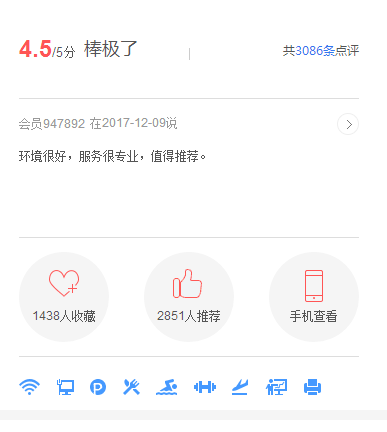 4.5/5分 棒极了 共3086条点评
会员947892 在2017-12-09说
环境很好，服务很专业，值得推荐。
1438人收藏 2851人推荐 手机查看